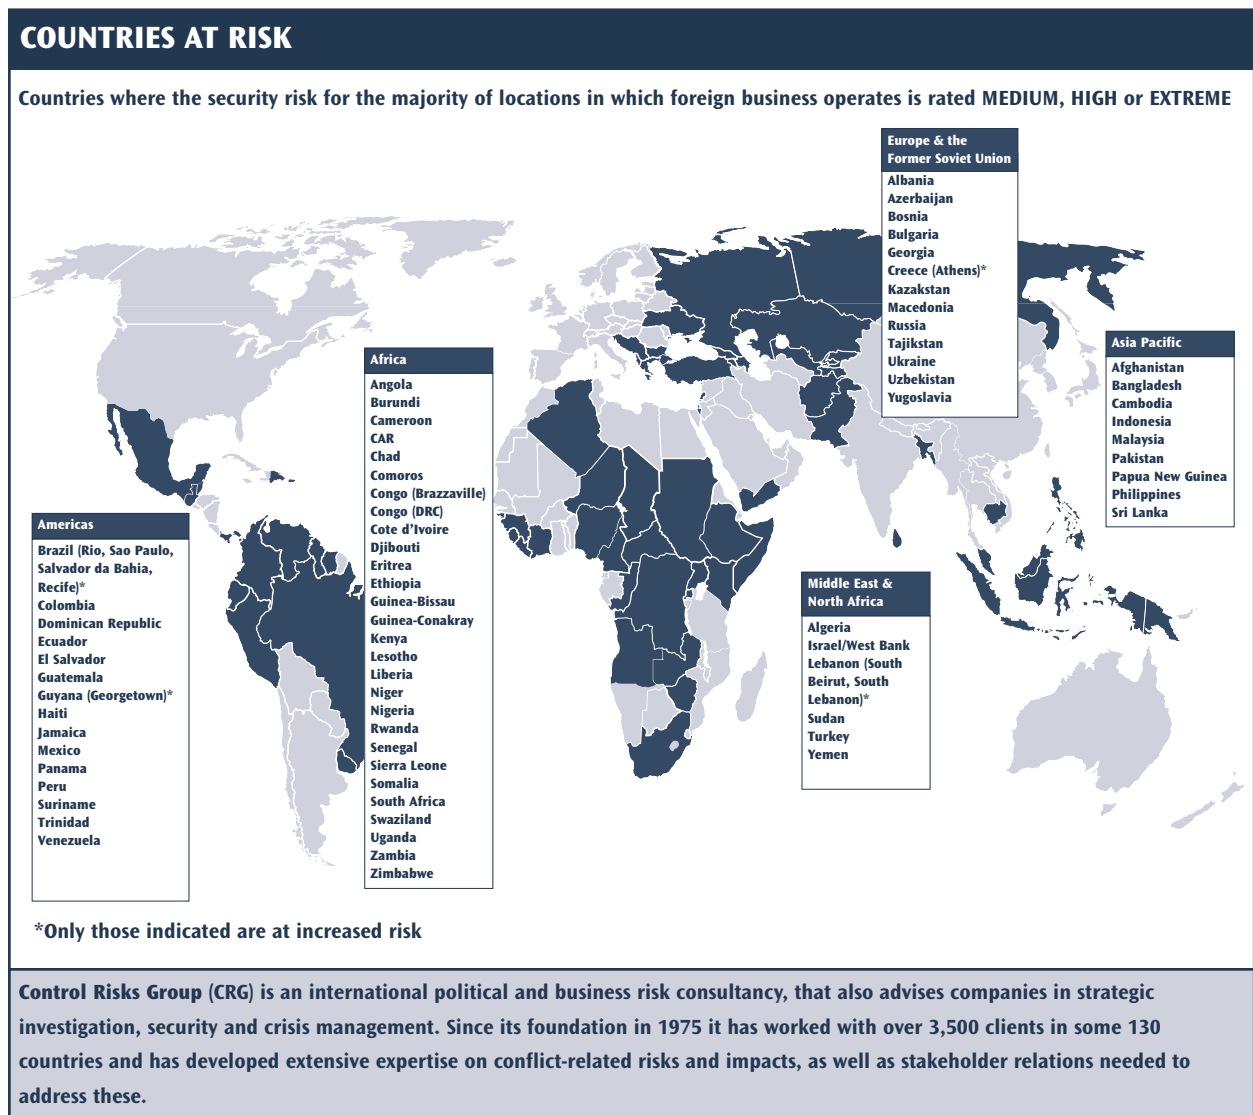 COUNTRIES AT RISK
Countries where the security risk for the majority of locations in which foreign business operates is rated MEDIUM, HIGH or EXTREME
Europe & the
Former Soviet Union
Albania
Azerbaijan
Bosnia
Bulgaria
Georgia
Creece (Athens)*
Kazakstan
Macedonia
Russia
Tajikstan
Ukraine
Uzbekistan
Yugoslavia
Asia Pacific
Afghanistan
Bangladesh
Cambodia
Indonesia
Malaysia
Pakistan
Papua New Guinea
Philippines
Sri Lanka
Africa
Angola
Burundi
Cameroon
CAR
Chad
Comoros
Congo (Brazzaville)
Congo (DRC)
Cote d'Ivoire
Djibouti
Eritrea
Ethiopia
Guinea-Bissau
Guinea-Conakray
Kenya
Lesotho
Liberia
Niger
Nigeria
Rwanda
Senegal
Sierra Leone
Somalia
South Africa
Swaziland
Uganda
Zambia
Zimbabwe
Americas
Brazil (Rio, Sao Paulo,
Salvador da Bahia,
Recife)*
Colombia
Dominican Republic
Ecuador
El Salvador
Guatemala
Guyana (Georgetown)*
Haiti
Jamaica
Mexico
Panama
Peru
Suriname
Trinidad
Venezuela
Middle East &
North Africa
Algeria
Israel/West Bank
Lebanon (South
Beirut, South
Lebanon)*
Sudan
Turkey
Yemen
*Only those indicated are at increased risk
Control Risks Group (CRG) is an international political and business risk consultancy, that also advises companies in strategic
investigation, security and crisis management. Since its foundation in 1975 it has worked with over 3,500 clients in some 130
countries and has developed extensive expertise on conflict-related risks and impacts, as well as stakeholder relations needed to
address these.